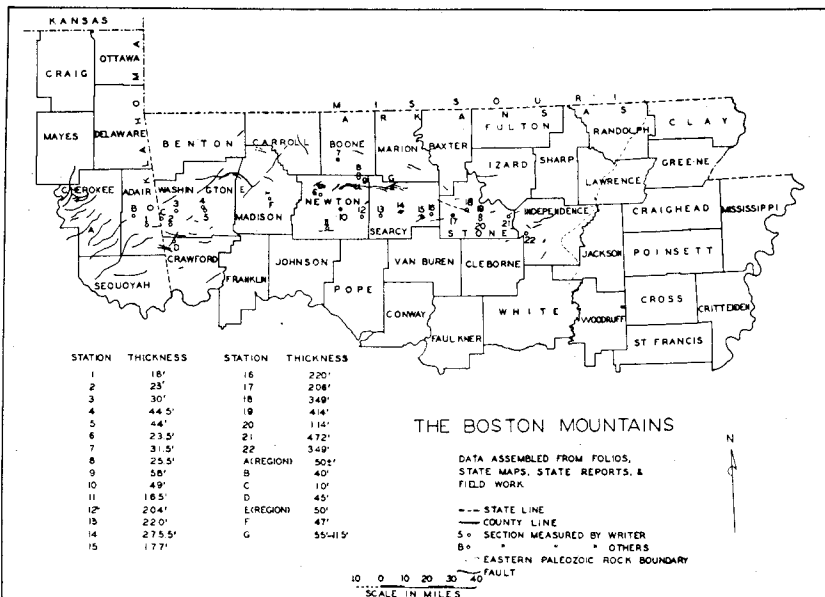 KANSAS
OTTAWA
CRAIG
OKLAHOMA
MISSOURI
ARKANSAS
MAYES
DELAWARE
BENTON
CARROLL
BOONE
MARION
BAXTER
FULTON
RANDOLPH
CLAY
IZARD
SHARP
GREENE
LAWRENCE
CHEROKEE
ADAIR
WASHINGTON
MADISON
NEWTON
SEARCY
STONE
INDEPENDENCE
CRAIGHEAD
MISSISSIPPI
SEQUOYAH
CRAWFORD
FRANKLIN
JOHNSON
POPE
VAN BUREN
CLEBORNE
JACKSON
POINSETT
CONWAY
FAULKNER
WHITE
WOODRUFF
CROSS
CRITTENDEN
ST FRANCIS
STATION THICKNESS STATION THICKNESS
1 18' 16 220'
2 23' 17 206'
3 30' 18 349'
4 44.5' 19 414'
5 44' 20 114'
6 23.5' 21 472'
7 31.5' 22 349'
8 25.5' A(REGION) 50±'
9 58' B 40'
10 49' C 10'
11 165' D 45'
12 204' E(REGION) 50'
13 220' F 47'
14 275.5' G 55'-115'
15 177'
THE BOSTON MOUNTAINS
N
DATA ASSEMBLED FROM FOLIOS,
STATE MAPS, STATE REPORTS, &
FIELD WORK
STATE LINE
COUNTY LINE
5 SECTION MEASURED BY WRITER
B " " " OTHERS
EASTERN PALEOZOIC ROCK BOUNDARY
FAULT
10 0 10 20 30 40
SCALE IN MILES